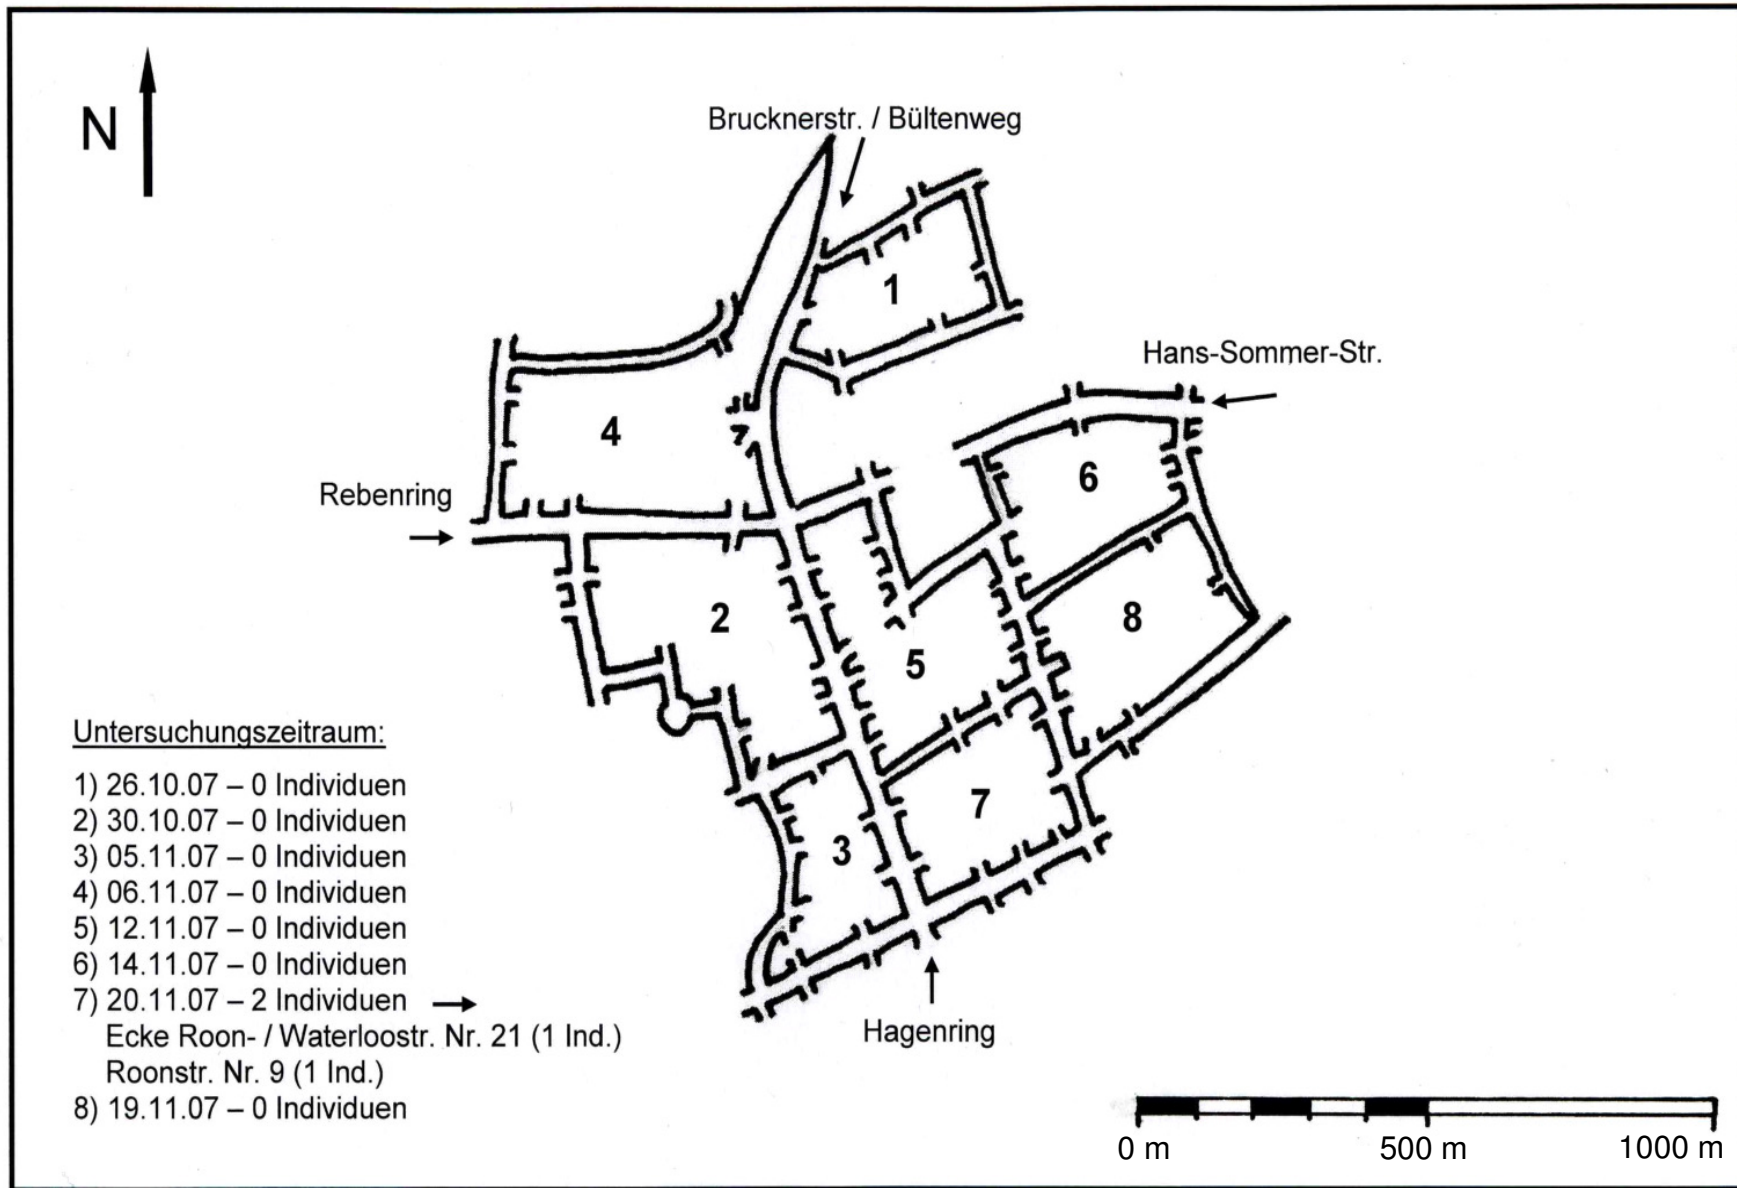 N
Brucknerstr. / Bültenweg
1
Hans-Sommer-Str.
4
6
Rebenring
2
8
5
7
3
Hagenring
Untersuchungszeitraum:
1) 26.10.07 – 0 Individuen
2) 30.10.07 – 0 Individuen
3) 05.11.07 – 0 Individuen
4) 06.11.07 – 0 Individuen
5) 12.11.07 – 0 Individuen
6) 14.11.07 – 0 Individuen
7) 20.11.07 – 2 Individuen →
Ecke Roon- / Waterloostr. Nr. 21 (1 Ind.)
Roonstr. Nr. 9 (1 Ind.)
8) 19.11.07 – 0 Individuen
0 m 500 m 1000 m